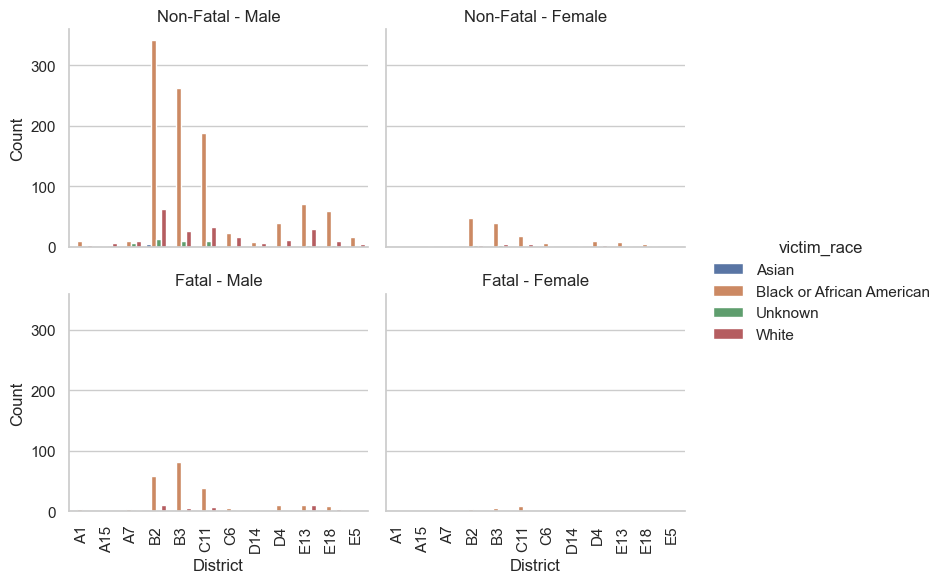 Non-Fatal - Male
Non-Fatal - Female
300
200
100
0
Count
victim_race
Asian
Black or African American
Unknown
White
Fatal - Male
Fatal - Female
300
200
100
0
Count
A1 A15 A7 B2 B3 C11 C6 D14 D4 E13 E18 E5
A1 A15 A7 B2 B3 C11 C6 D14 D4 E13 E18 E5
District
District